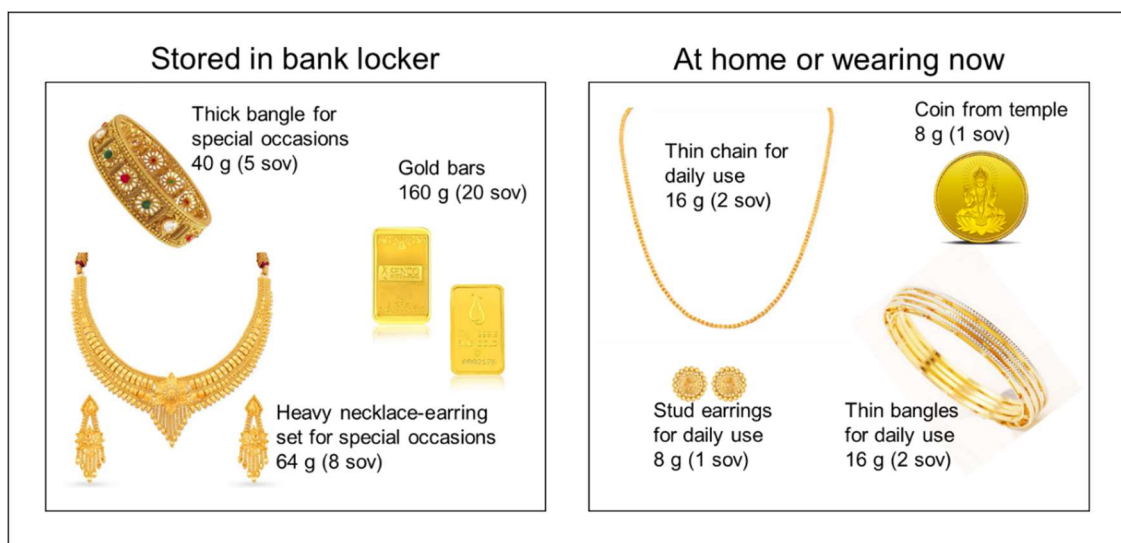 Stored in bank locker
Thick bangle for
special occasions
40 g (5 sov)
Gold bars
160 g (20 sov)
Heavy necklace-earring
set for special occasions
64 g (8 sov)
At home or wearing now
Thin chain for
daily use
16 g (2 sov)
Coin from temple
8 g (1 sov)
Stud earrings
for daily use
8 g (1 sov)
Thin bangles
for daily use
16 g (2 sov)